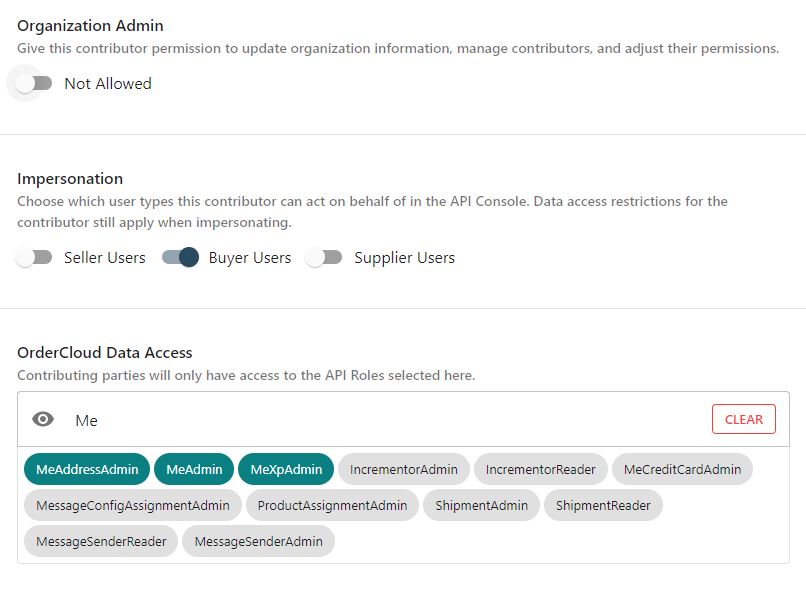 Organization Admin
Give this contributor permission to update organization information, manage contributors, and adjust their permissions.
Not Allowed
Impersonation
Choose which user types this contributor can act on behalf of in the API Console. Data access restrictions for the
contributor still apply when impersonating.
Seller Users Buyer Users Supplier Users
OrderCloud Data Access
Contributing parties will only have access to the API Roles selected here.
Me CLEAR
MeAddressAdmin MeAdmin MeXpAdmin IncrementorAdmin IncrementorReader MeCreditCardAdmin
MessageConfigAssignmentAdmin ProductAssignmentAdmin ShipmentAdmin ShipmentReader
MessageSenderReader MessageSenderAdmin